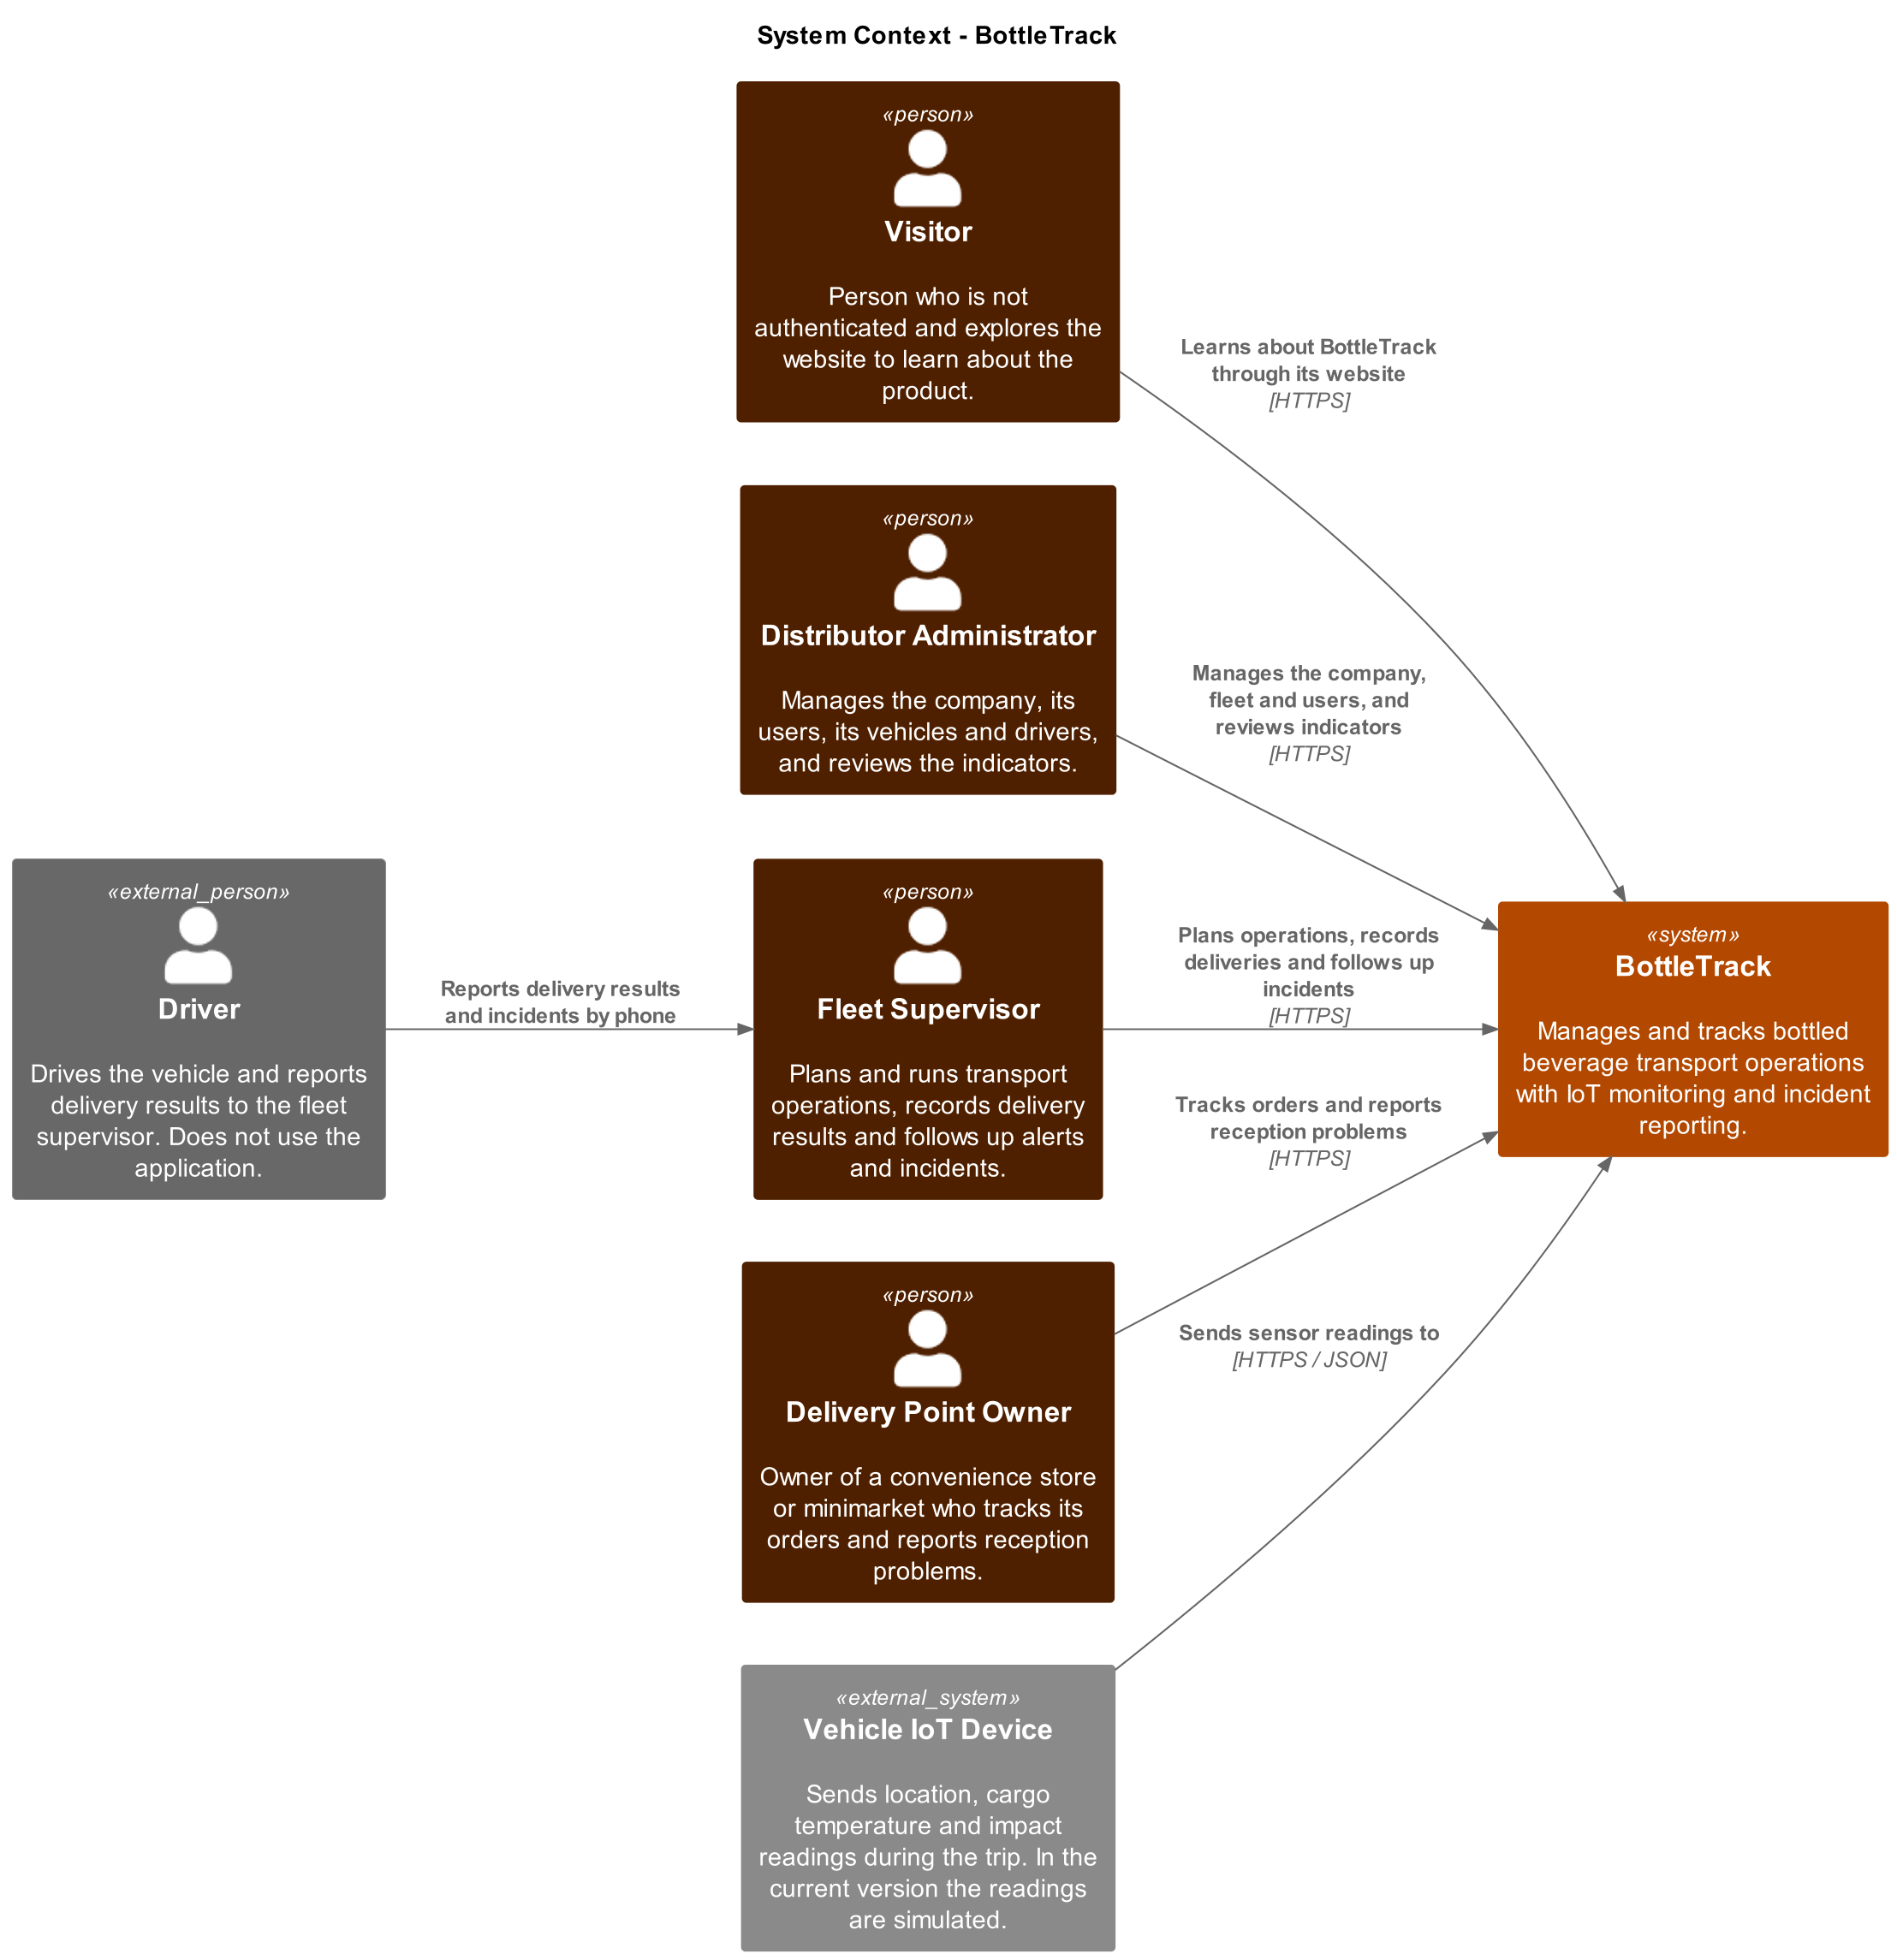 System Context - BottleTrack
«person»
Visitor
Person who is not
authenticated and explores the
website to learn about the
product.
Learns about BottleTrack
through its website
[HTTPS]
«person»
Distributor Administrator
Manages the company, its
users, its vehicles and drivers,
and reviews the indicators.
Manages the company,
fleet and users, and
reviews indicators
[HTTPS]
«external_person»
Driver
Drives the vehicle and reports
delivery results to the fleet
supervisor. Does not use the
application.
Reports delivery results
and incidents by phone
«person»
Fleet Supervisor
Plans and runs transport
operations, records delivery
results and follows up alerts
and incidents.
Plans operations, records
deliveries and follows up
incidents
[HTTPS]
«system»
BottleTrack
Manages and tracks bottled
beverage transport operations
with IoT monitoring and incident
reporting.
Tracks orders and reports
reception problems
[HTTPS]
«person»
Delivery Point Owner
Owner of a convenience store
or minimarket who tracks its
orders and reports reception
problems.
Sends sensor readings to
[HTTPS / JSON]
«external_system»
Vehicle IoT Device
Sends location, cargo
temperature and impact
readings during the trip. In the
current version the readings
are simulated.